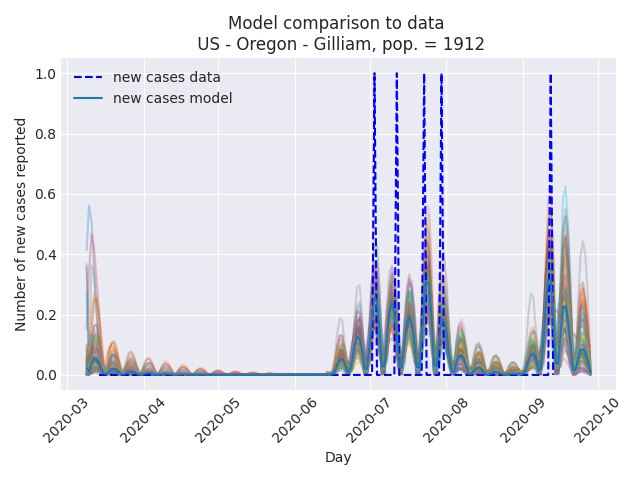 Model comparison to data
US - Oregon - Gilliam, pop. = 1912
new cases data
new cases model
Number of new cases reported
1.0
0.8
0.6
0.4
0.2
0.0
2020-03
2020-04
2020-05
2020-06
2020-07
2020-08
2020-09
2020-10
Day